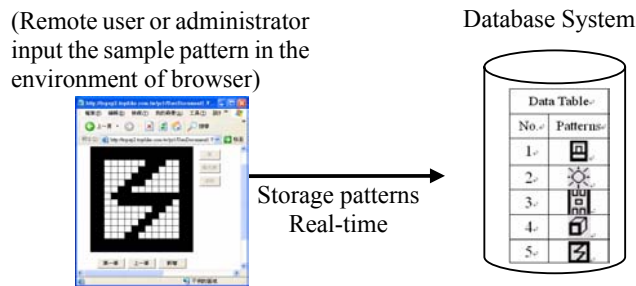 (Remote user or administrator
input the sample pattern in the
environment of browser)
Storage patterns
Real-time
Database System
Data Table
No. Patterns
1.
2.
3.
4.
5.